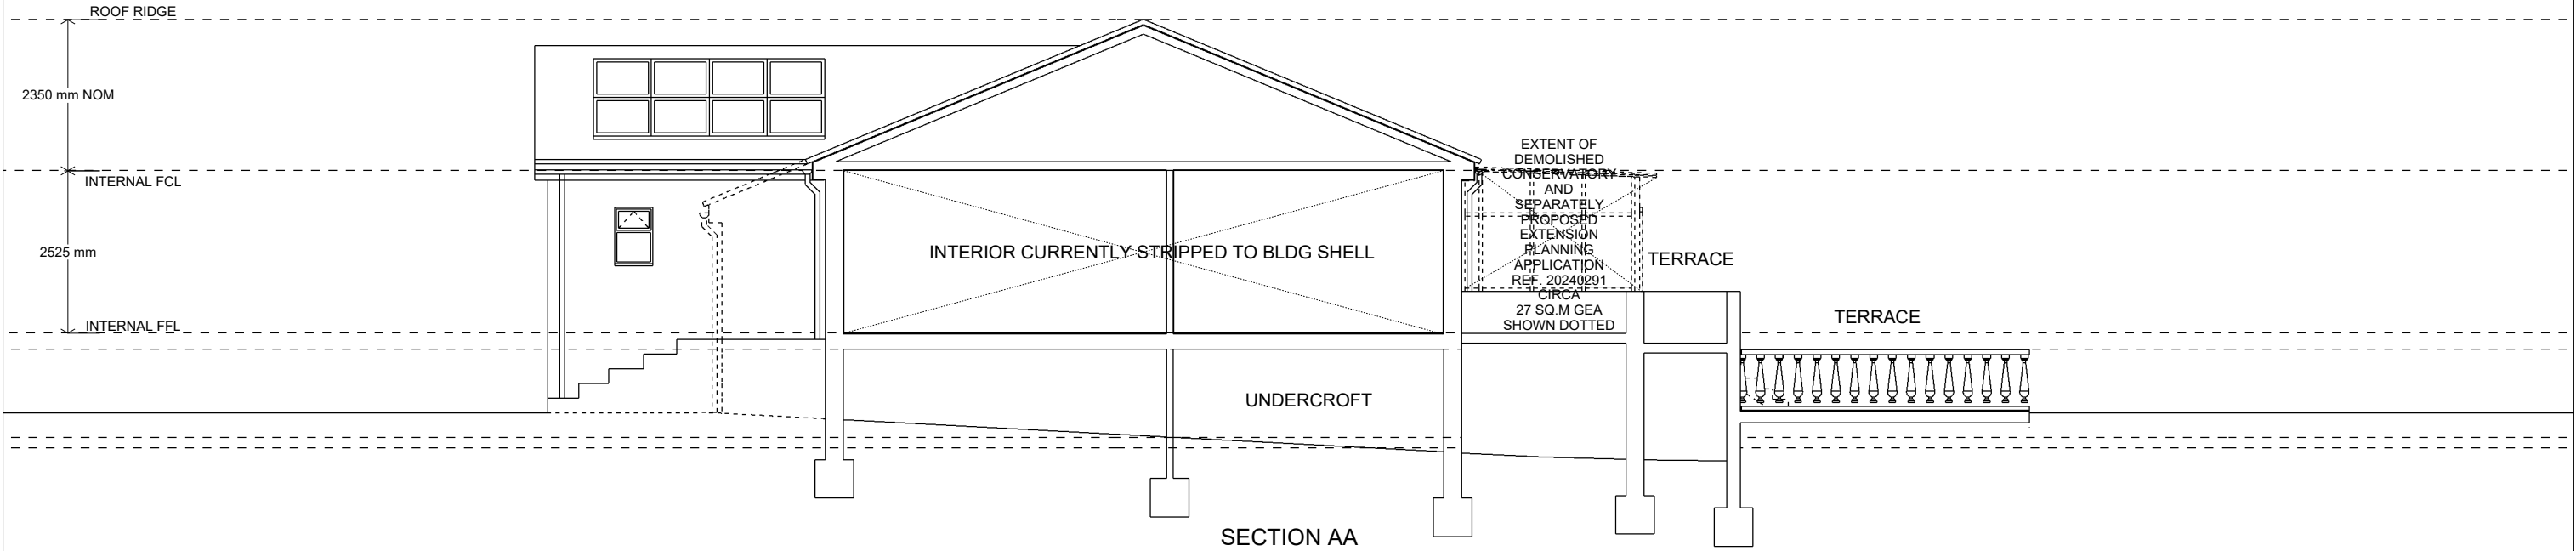 ROOF RIDGE
2350 mm NOM
INTERNAL FCL
2525 mm
INTERNAL FFL
INTERIOR CURRENTLY STRIPPED TO BLDG SHELL
EXTENT OF
DEMOLISHED
CONSERVATORY
AND
SEPARATELY
PROPOSED
EXTENSION
PLANNING
APPLICATION
REF. 20240291
CIRCA
27 SQ.M GEA
SHOWN DOTTED
TERRACE
TERRACE
UNDERCROFT
SECTION AA